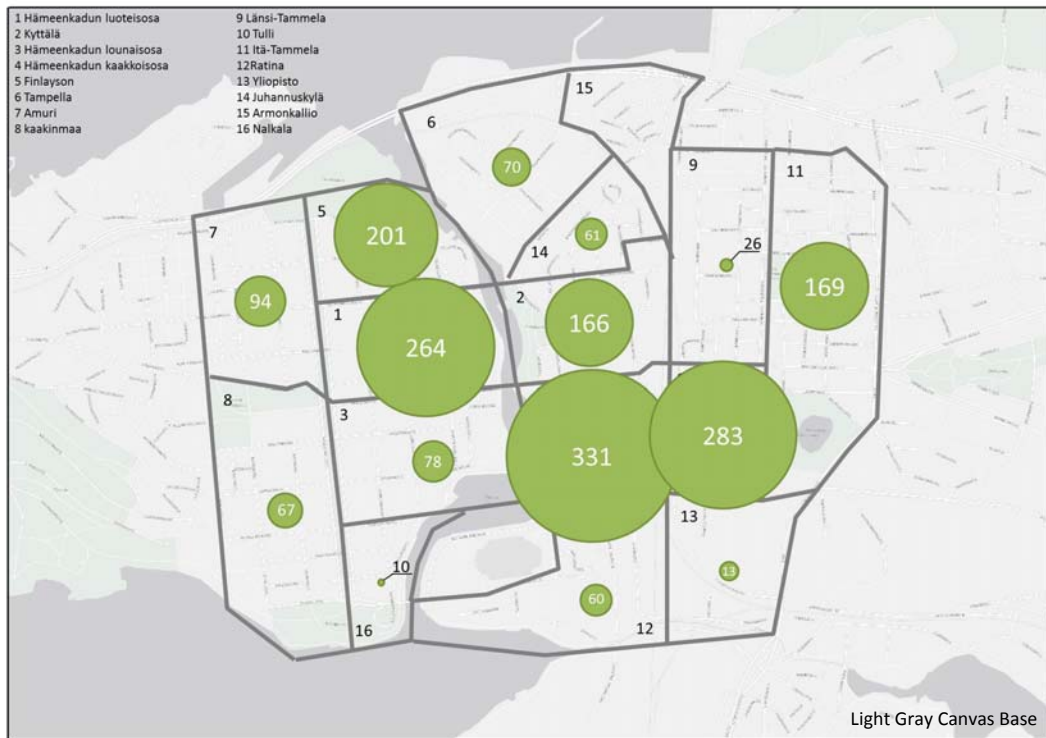 1 Hämeenkadun luoteisosa
2 Kyttälä
3 Hämeenkadun lounaisosa
4 Hämeenkadun kaakkoisosa
5 Finlayson
6 Tampella
7 Amuri
8 kaakinmaa
9 Länsi-Tammela
10 Tulli
11 Itä-Tammela
12Ratina
13 Yliopisto
14 Juhannuskylä
15 Armonkallio
16 Nalkala
15
6
70
9
11
5
7
201
61
14
26
169
94
1
2
166
264
8
3
331
283
78
67
13
10
13
60
16
12
Light Gray Canvas Base